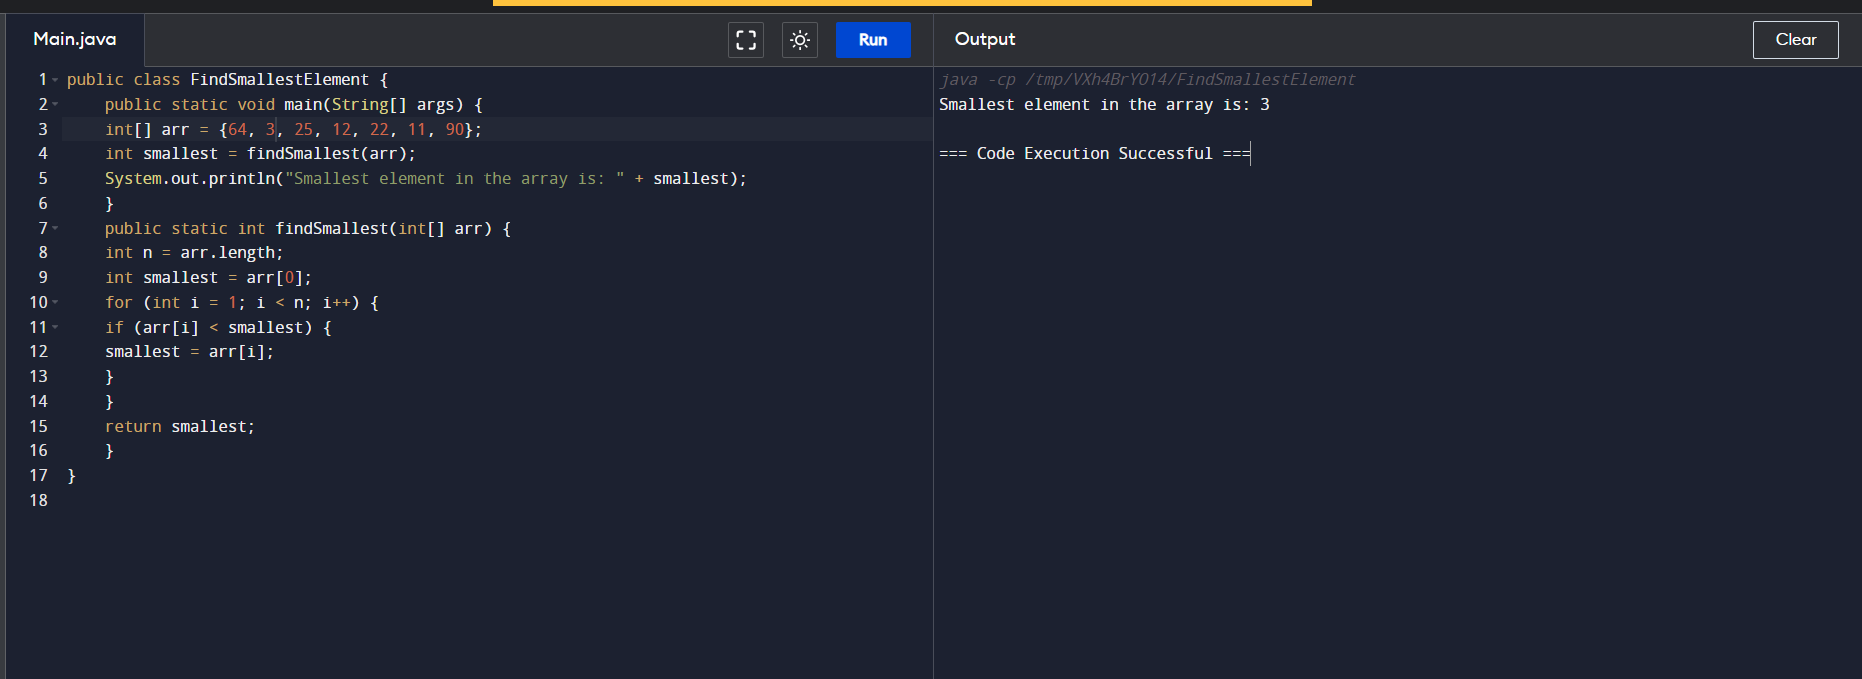 Main.java
Run
Output
Clear
1 public class FindSmallestElement {
2 public static void main(String[] args) {
3 int[] arr = {64, 3, 25, 12, 22, 11, 90};
4 int smallest = findSmallest(arr);
5 System.out.println("Smallest element in the array is: " + smallest);
6 }
7 public static int findSmallest(int[] arr) {
8 int n = arr.length;
9 int smallest = arr[0];
10 for (int i = 1; i < n; i++) {
11 if (arr[i] < smallest) {
12 smallest = arr[i];
13 }
14 }
15 return smallest;
16 }
17 }
18
java -cp /tmp/VXh4BrYO14/FindSmallestElement
Smallest element in the array is: 3
=== Code Execution Successful ===